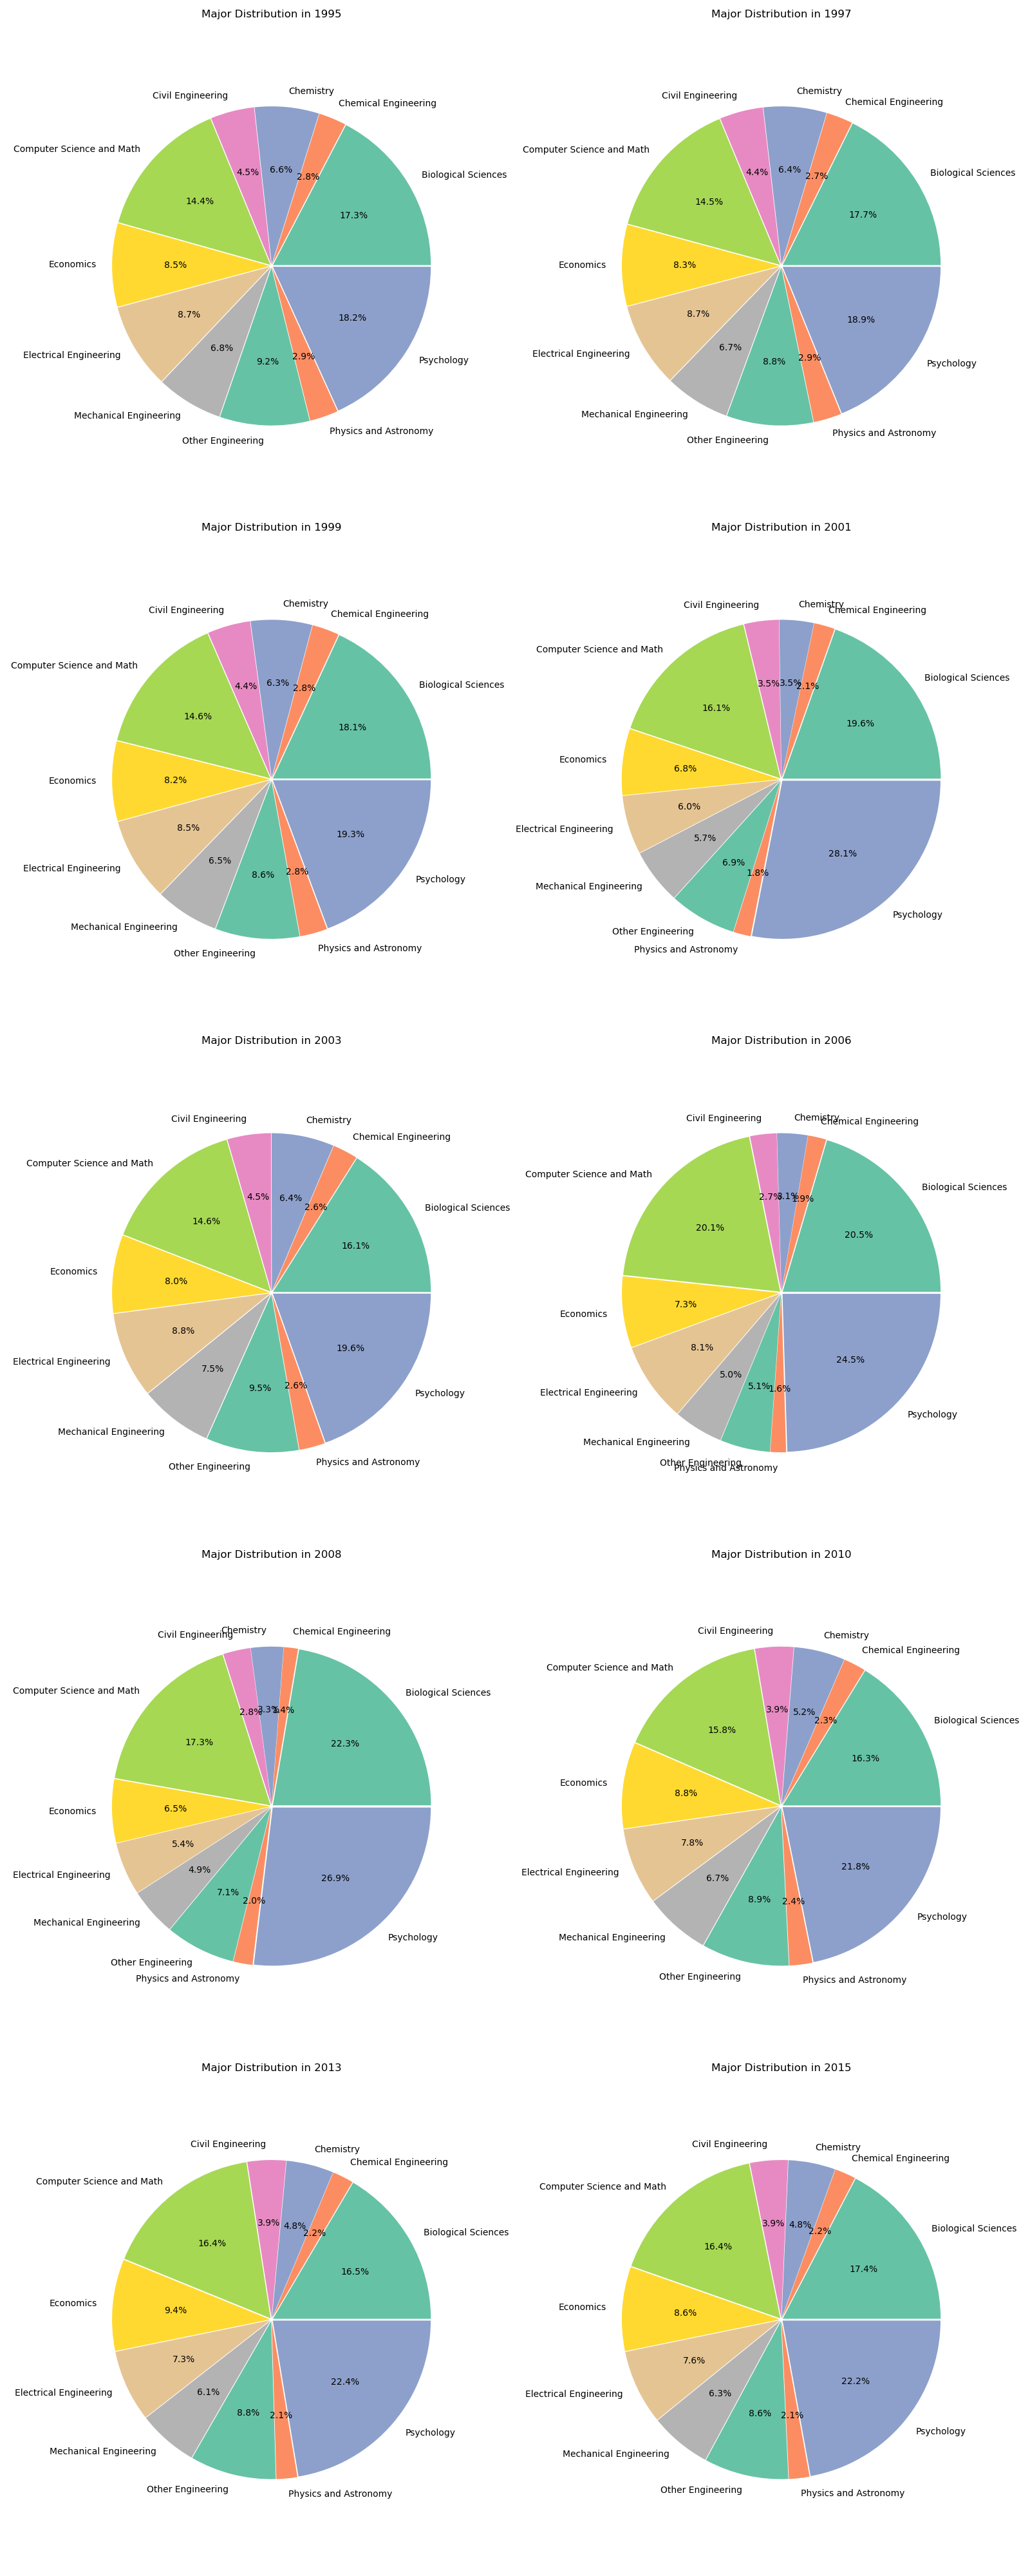 Major Distribution in 1995
Civil Engineering
Chemistry
Chemical Engineering
Computer Science and Math
Biological Sciences
4.5%
6.6%
2.8%
14.4%
17.3%
Economics
8.5%
8.7%
18.2%
6.8%
9.2%
2.9%
Electrical Engineering
Psychology
Mechanical Engineering
Other Engineering
Physics and Astronomy
Major Distribution in 1997
Civil Engineering
Chemistry
Chemical Engineering
Computer Science and Math
Biological Sciences
4.4%
6.4%
2.7%
14.5%
17.7%
Economics
8.3%
8.7%
18.9%
6.7%
8.8%
2.9%
Electrical Engineering
Psychology
Mechanical Engineering
Other Engineering
Physics and Astronomy
Major Distribution in 1999
Civil Engineering
Chemistry
Chemical Engineering
Computer Science and Math
Biological Sciences
4.4%
6.3%
2.8%
14.6%
18.1%
Economics
8.2%
8.5%
19.3%
6.5%
8.6%
2.8%
Electrical Engineering
Psychology
Mechanical Engineering
Other Engineering
Physics and Astronomy
Major Distribution in 2001
Civil Engineering
Chemistry
Chemical Engineering
Computer Science and Math
Biological Sciences
3.5%
3.5%
2.1%
16.1%
19.6%
Economics
6.8%
6.0%
5.7%
28.1%
6.9%
1.8%
Electrical Engineering
Mechanical Engineering
Psychology
Other Engineering
Physics and Astronomy
Major Distribution in 2003
Civil Engineering
Chemistry
Chemical Engineering
Computer Science and Math
Biological Sciences
4.5%
6.4%
2.6%
14.6%
16.1%
Economics
8.0%
8.8%
19.6%
7.5%
9.5%
2.6%
Electrical Engineering
Psychology
Mechanical Engineering
Other Engineering
Physics and Astronomy
Major Distribution in 2006
Civil Engineering
Chemistry
Chemical Engineering
Computer Science and Math
Biological Sciences
2.7%
3.1%
1.9%
20.1%
20.5%
Economics
7.3%
8.1%
24.5%
5.0%
5.1%
1.6%
Electrical Engineering
Psychology
Mechanical Engineering
Other Engineering
Physics and Astronomy
Major Distribution in 2008
Civil Engineering
Chemistry
Chemical Engineering
Computer Science and Math
Biological Sciences
2.8%
3.3%
1.4%
17.3%
22.3%
Economics
6.5%
5.4%
4.9%
26.9%
7.1%
2.0%
Electrical Engineering
Mechanical Engineering
Psychology
Other Engineering
Physics and Astronomy
Major Distribution in 2010
Civil Engineering
Chemistry
Chemical Engineering
Computer Science and Math
Biological Sciences
3.9%
5.2%
2.3%
15.8%
16.3%
Economics
8.8%
7.8%
21.8%
6.7%
8.9%
2.4%
Electrical Engineering
Psychology
Mechanical Engineering
Other Engineering
Physics and Astronomy
Major Distribution in 2013
Civil Engineering
Chemistry
Chemical Engineering
Computer Science and Math
Biological Sciences
3.9%
4.8%
2.2%
16.4%
16.5%
Economics
9.4%
7.3%
22.4%
6.1%
8.8%
2.1%
Electrical Engineering
Psychology
Mechanical Engineering
Other Engineering
Physics and Astronomy
Major Distribution in 2015
Civil Engineering
Chemistry
Chemical Engineering
Computer Science and Math
Biological Sciences
3.9%
4.8%
2.2%
16.4%
17.4%
Economics
8.6%
7.6%
22.2%
6.3%
8.6%
2.1%
Electrical Engineering
Psychology
Mechanical Engineering
Other Engineering
Physics and Astronomy